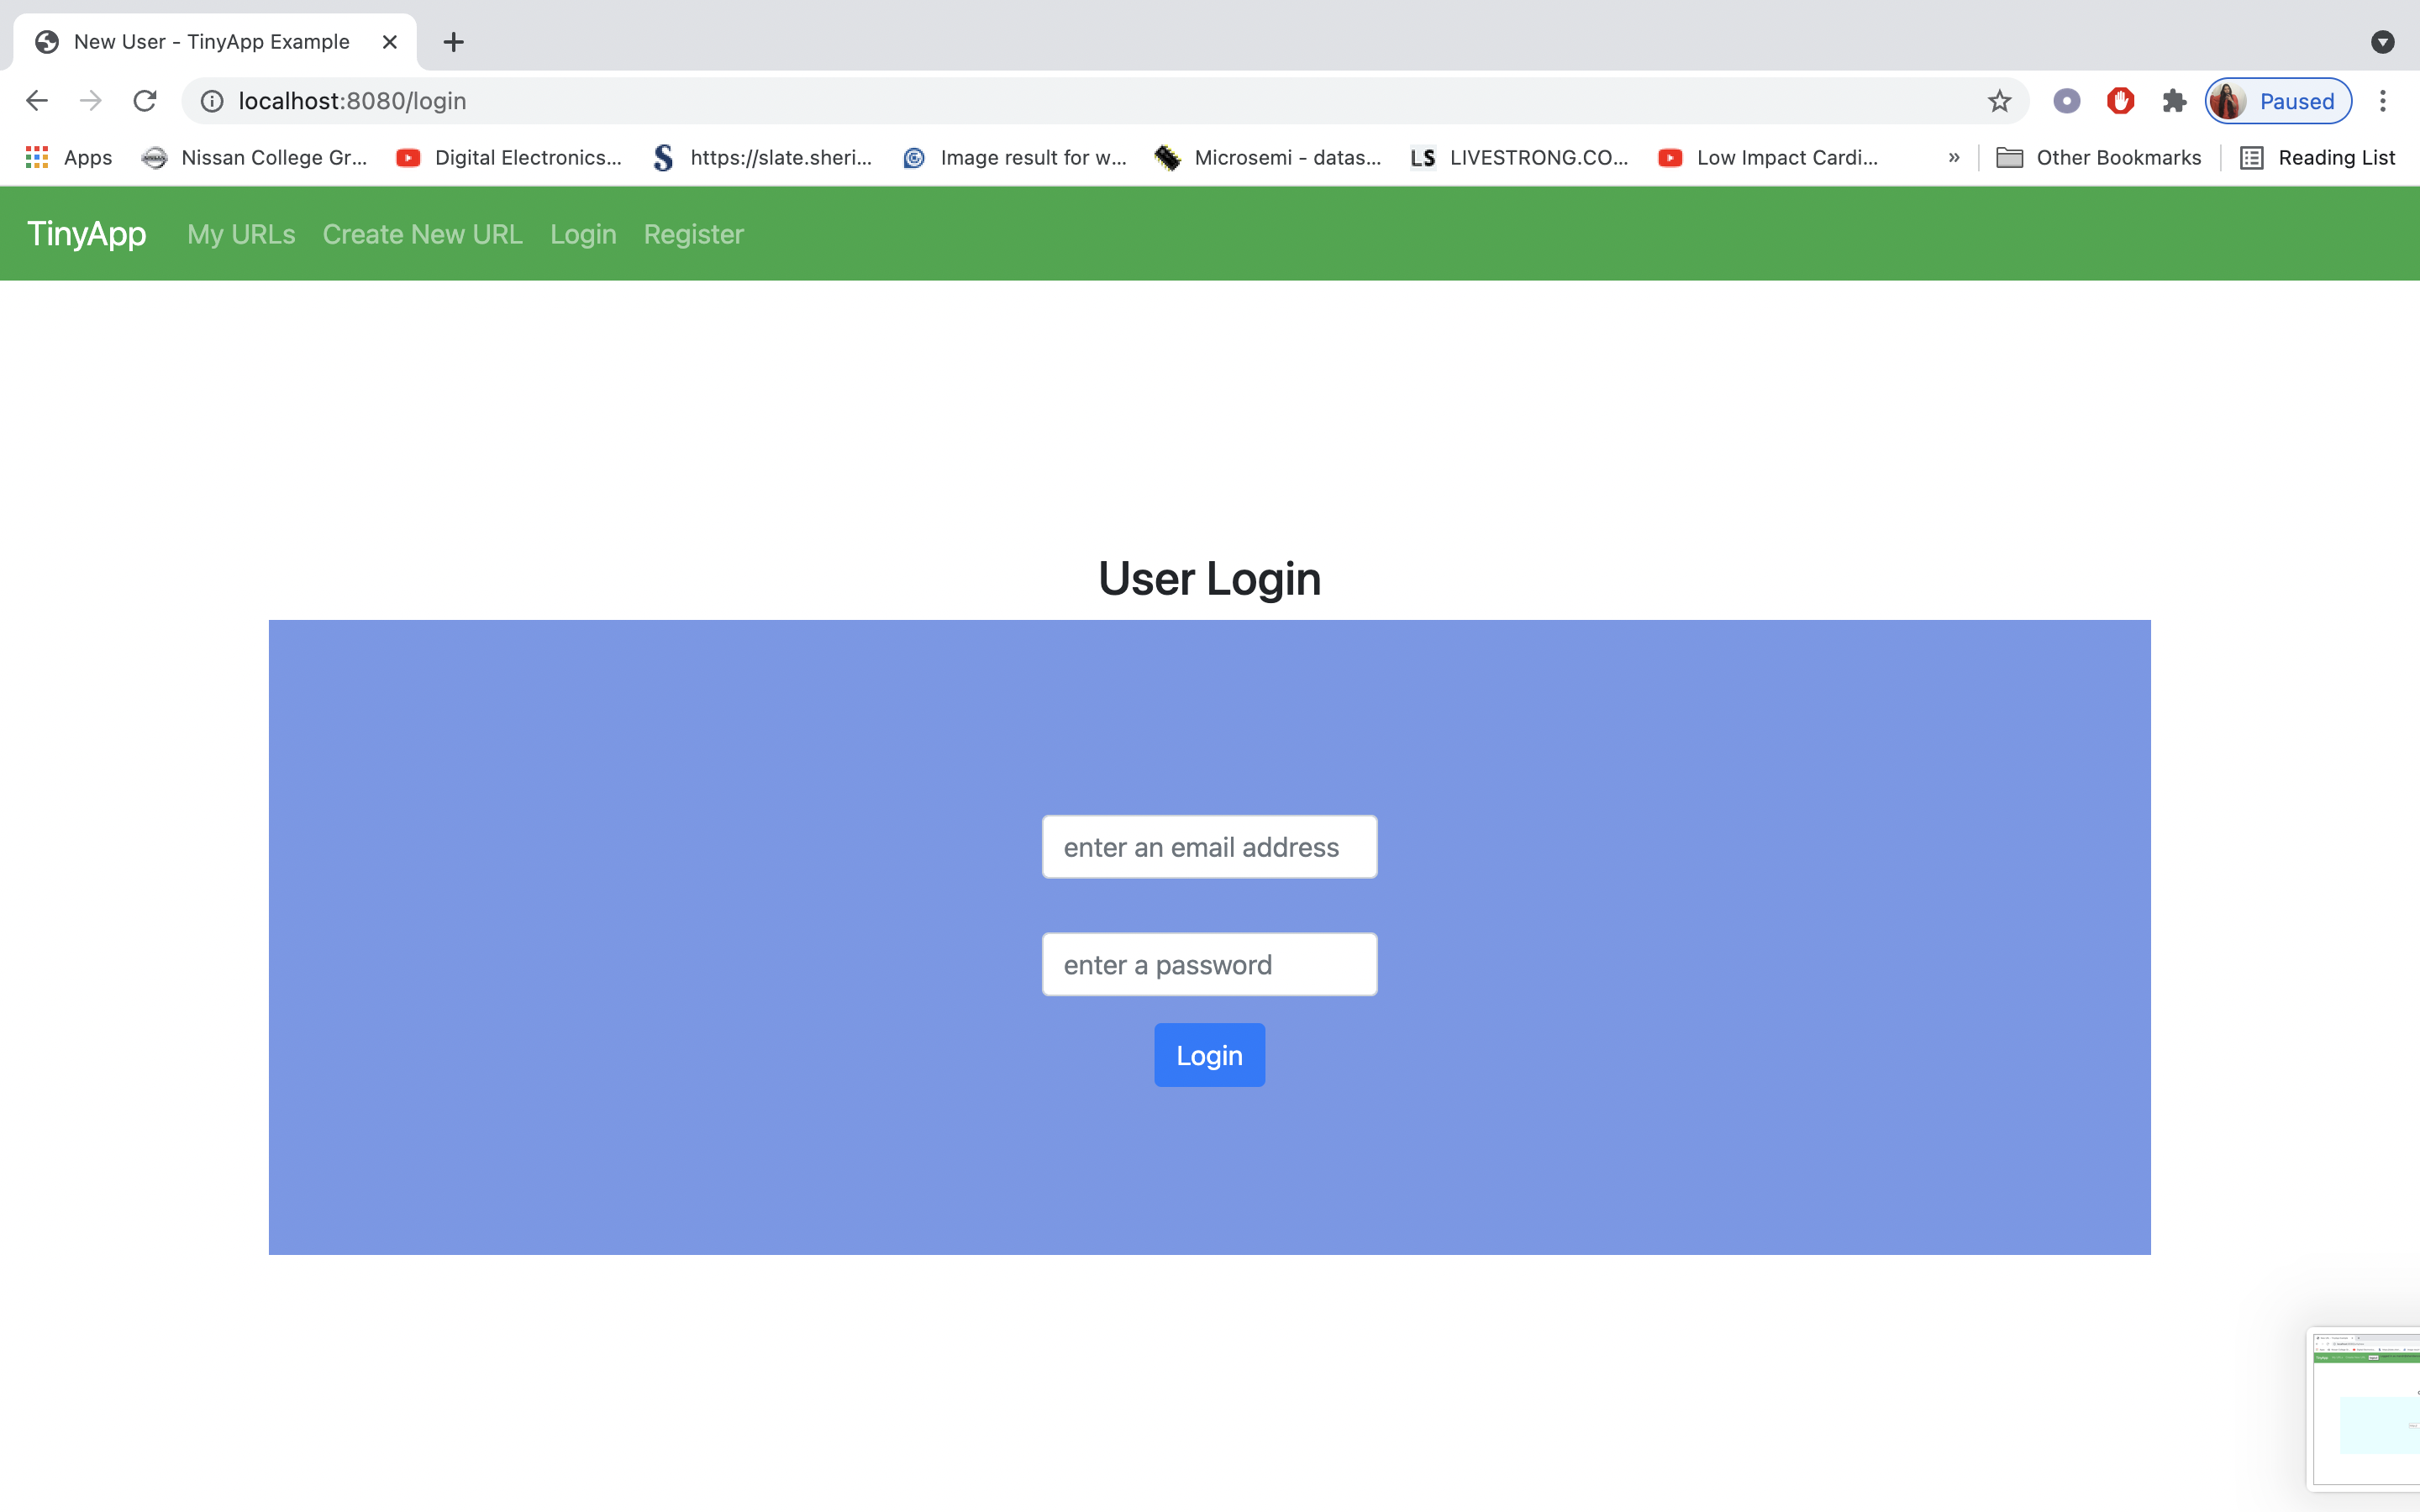 New User - TinyApp Example
localhost:8080/login
Paused
Apps
Nissan College Gr...
Digital Electronics...
https://slate.sheri...
Image result for w...
Microsemi - datas...
LS LIVESTRONG.CO...
Low Impact Cardi...
»
Other Bookmarks
Reading List
TinyApp My URLs Create New URL Login Register
User Login
enter an email address
enter a password
Login